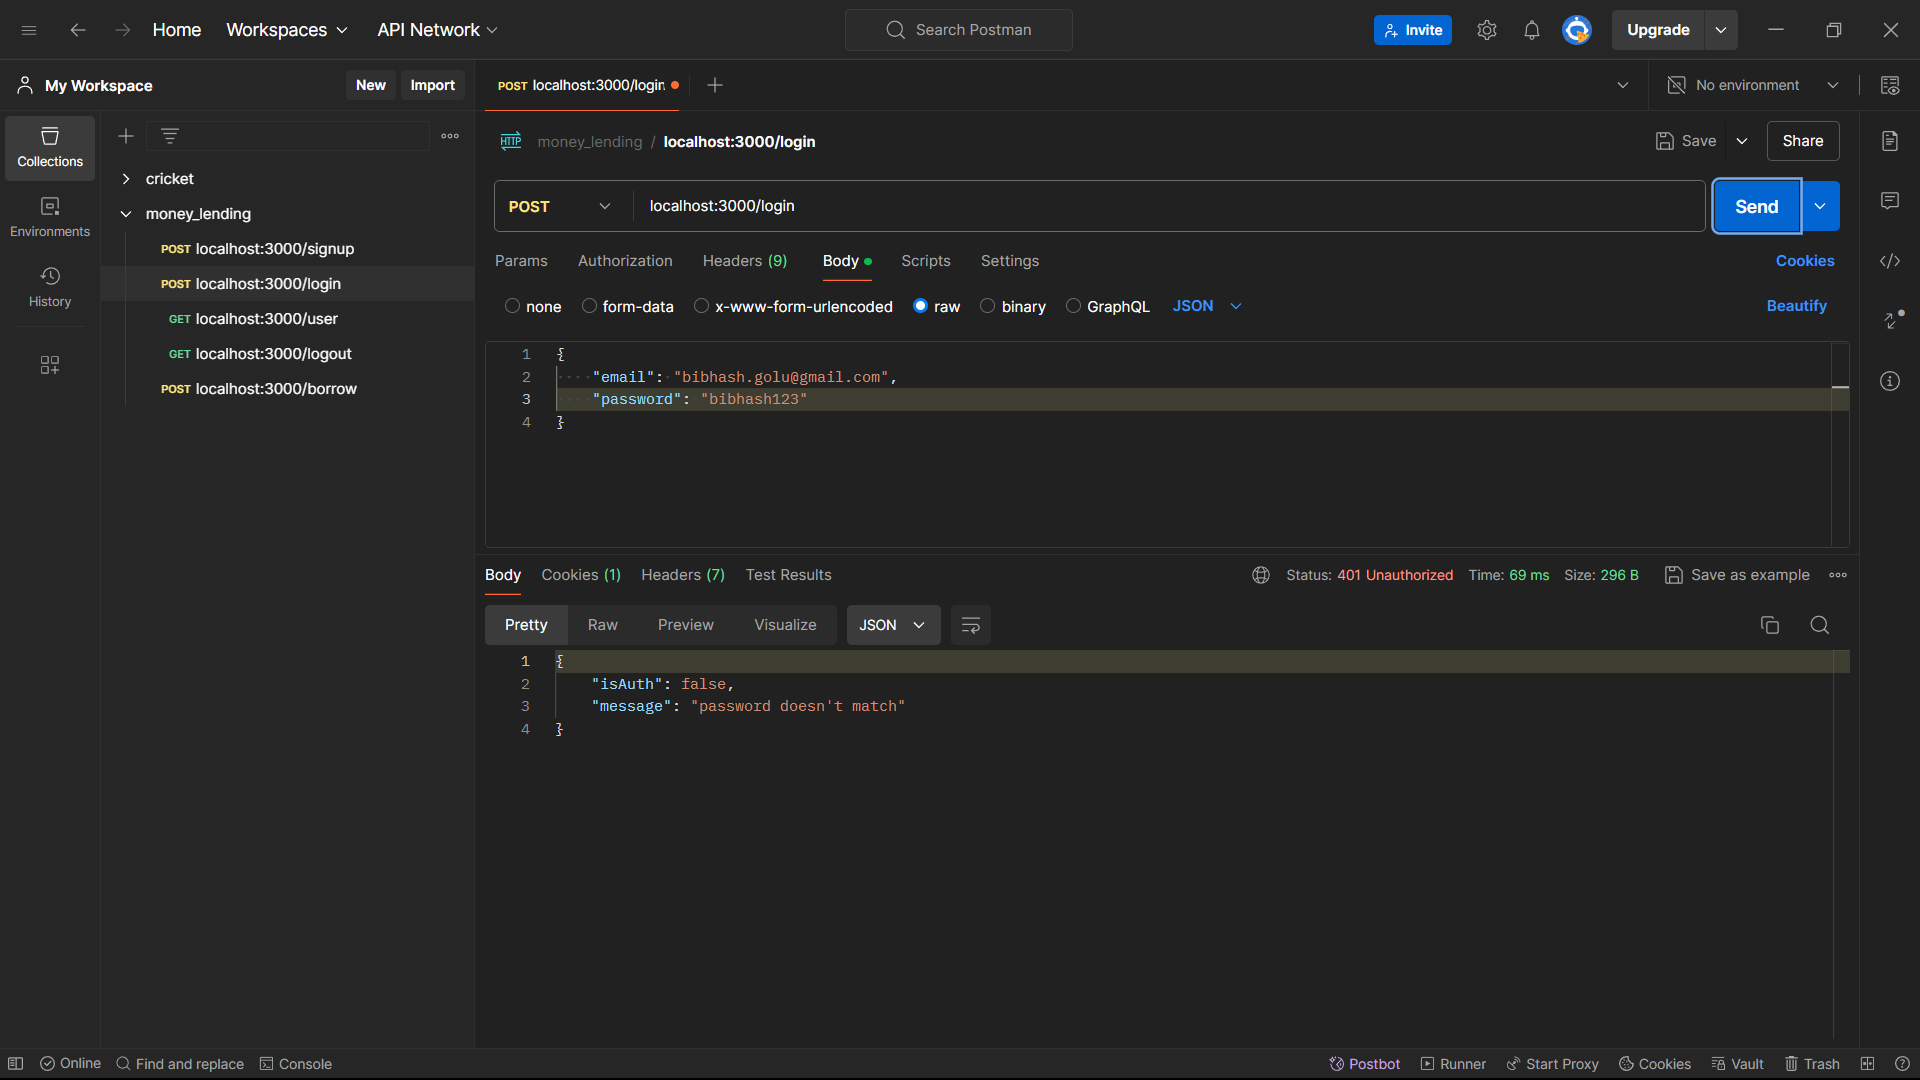 Home Workspaces API Network Search Postman Invite Upgrade
My Workspace New Import POST localhost:3000/login No environment
Collections
Environments
History
cricket
money_lending
POST localhost:3000/signup
POST localhost:3000/login
GET localhost:3000/user
GET localhost:3000/logout
POST localhost:3000/borrow
HTTP money_lending / localhost:3000/login Save Share
POST localhost:3000/login Send
Params Authorization Headers (9) Body Scripts Settings Cookies
none form-data x-www-form-urlencoded raw binary GraphQL JSON Beautify
1 {
2 "email": "bibhash.golu@gmail.com",
3 "password": "bibhash123"
4 }
Body Cookies (1) Headers (7) Test Results Status: 401 Unauthorized Time: 69 ms Size: 296 B Save as example
Pretty Raw Preview Visualize JSON
1 {
2 "isAuth": false,
3 "message": "password doesn't match"
4 }
Online Find and replace Console Postbot Runner Start Proxy Cookies Vault Trash